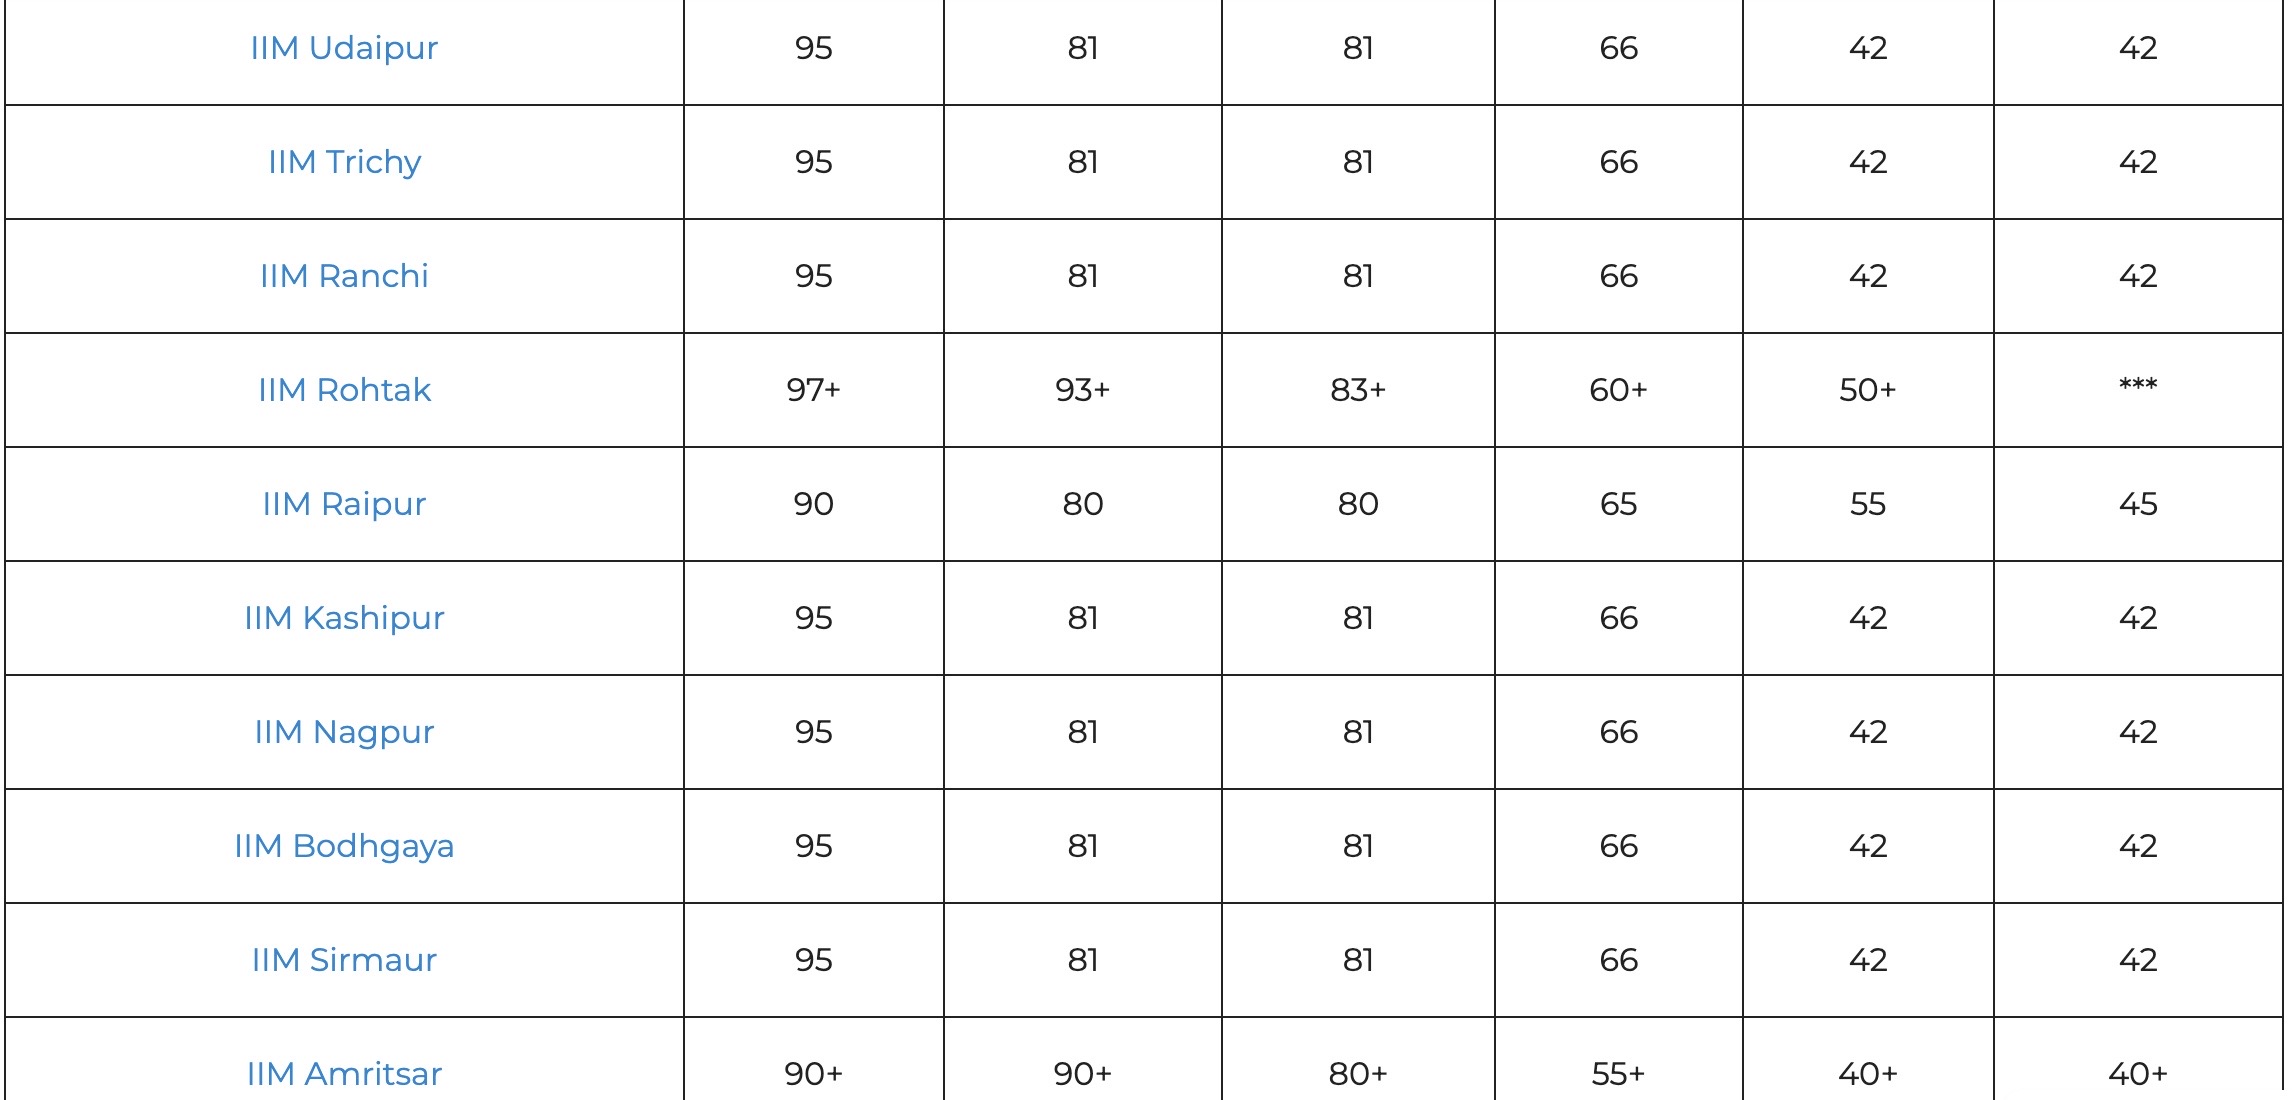 IIM Udaipur 95 81 81 66 42 42
IIM Trichy 95 81 81 66 42 42
IIM Ranchi 95 81 81 66 42 42
IIM Rohtak 97+ 93+ 83+ 60+ 50+ ***
IIM Raipur 90 80 80 65 55 45
IIM Kashipur 95 81 81 66 42 42
IIM Nagpur 95 81 81 66 42 42
IIM Bodhgaya 95 81 81 66 42 42
IIM Sirmaur 95 81 81 66 42 42
IIM Amritsar 90+ 90+ 80+ 55+ 40+ 40+